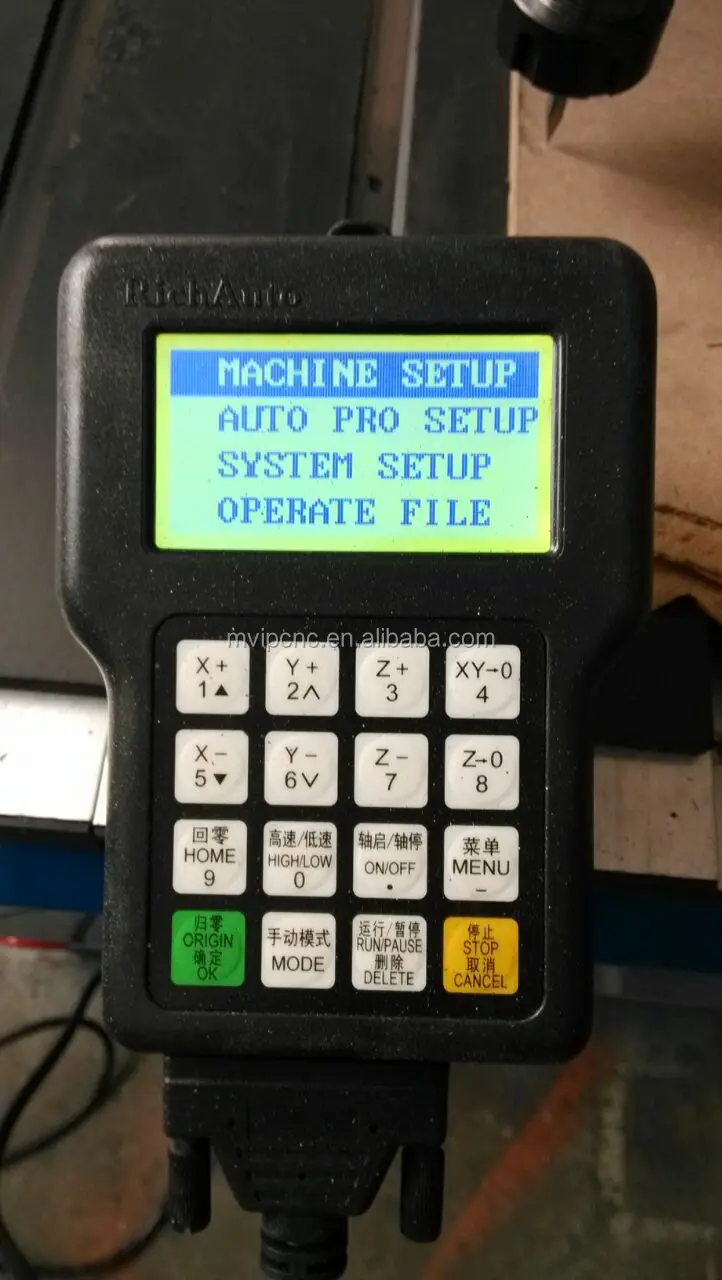 RichAuto
MACHINE SETUP
AUTO PRO SETUP
SYSTEM SETUP
OPERATE FILE
mvipcnc.en.alibaba.com
X+
1▲
Y+
2∧
Z+
3
XY→0
4
X-
5▼
Y-
6∨
Z-
7
Z→0
8
回零
HOME
9
高速/低速
HIGH/LOW
0
轴启/轴停
ON/OFF
•
菜单
MENU
–
归零
ORIGIN
确定
OK
手动模式
MODE
运行/暂停
RUN/PAUSE
删除
DELETE
停止
STOP
取消
CANCEL